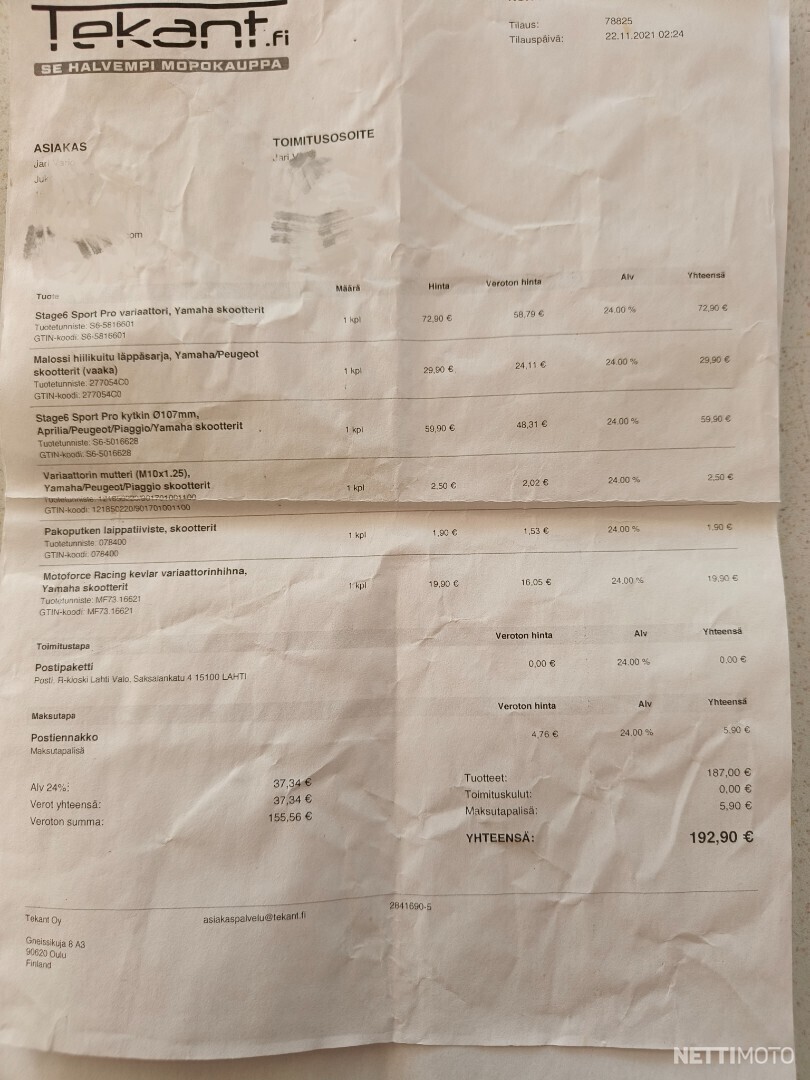 Tekant.fi
SE HALVEMPI MOPOKAUPPA
Tilaus: 78825
Tilauspäivä: 22.11.2021 02:24
ASIAKAS
Jari
TOIMITUSOSOITE
Jari
om
Tuote Määrä Hinta Veroton hinta Alv Yhteensä
Stage6 Sport Pro variaattori, Yamaha skootterit 1 kpl 72,90 € 58,79 € 24.00 % 72,90 €
Tuotetunniste: S6-5816601
GTIN-koodi: S6-5816601
Malossi hiilikuitu läppäsarja, Yamaha/Peugeot
skootterit (vaaka) 1 kpl 29,90 € 24,11 € 24.00 % 29,90 €
Tuotetunniste: 277054C0
GTIN-koodi: 277054C0
Stage6 Sport Pro kytkin Ø107mm,
Aprilia/Peugeot/Piaggio/Yamaha skootterit 1 kpl 59,90 € 48,31 € 24.00 % 59,90 €
Tuotetunniste: S6-5016628
GTIN-koodi: S6-5016628
Variaattorin mutteri (M10x1.25),
Yamaha/Peugeot/Piaggio skootterit 1 kpl 2,50 € 2,02 € 24.00 % 2,50 €
Tuotetunniste: 121850220/901701001100
GTIN-koodi: 121850220/901701001100
Pakoputken laippatiiviste, skootterit 1 kpl 1,90 € 1,53 € 24.00 % 1,90 €
Tuotetunniste: 078400
GTIN-koodi: 078400
Motoforce Racing kevlar variaattorinhihna,
Yamaha skootterit 1 kpl 19,90 € 16,05 € 24.00 % 19,90 €
Tuotetunniste: MF73.16621
GTIN-koodi: MF73.16621
Toimitustapa Veroton hinta Alv Yhteensä
Postipaketti 0,00 € 24.00 % 0,00 €
Posti, R-kioski Lahti Valo, Saksalankatu 4 15100 LAHTI
Maksutapa Veroton hinta Alv Yhteensä
Postiennakko 4,76 € 24.00 % 5,90 €
Maksutapalisä
Alv 24%: 37,34 €
Verot yhteensä: 37,34 €
Veroton summa: 155,56 €
Tuotteet: 187,00 €
Toimituskulut: 0,00 €
Maksutapalisä: 5,90 €
YHTEENSÄ: 192,90 €
Tekant Oy asiakaspalvelu@tekant.fi 2841690-5
Gneissikuja 6 A3
90620 Oulu
Finland
NETTIMOTO